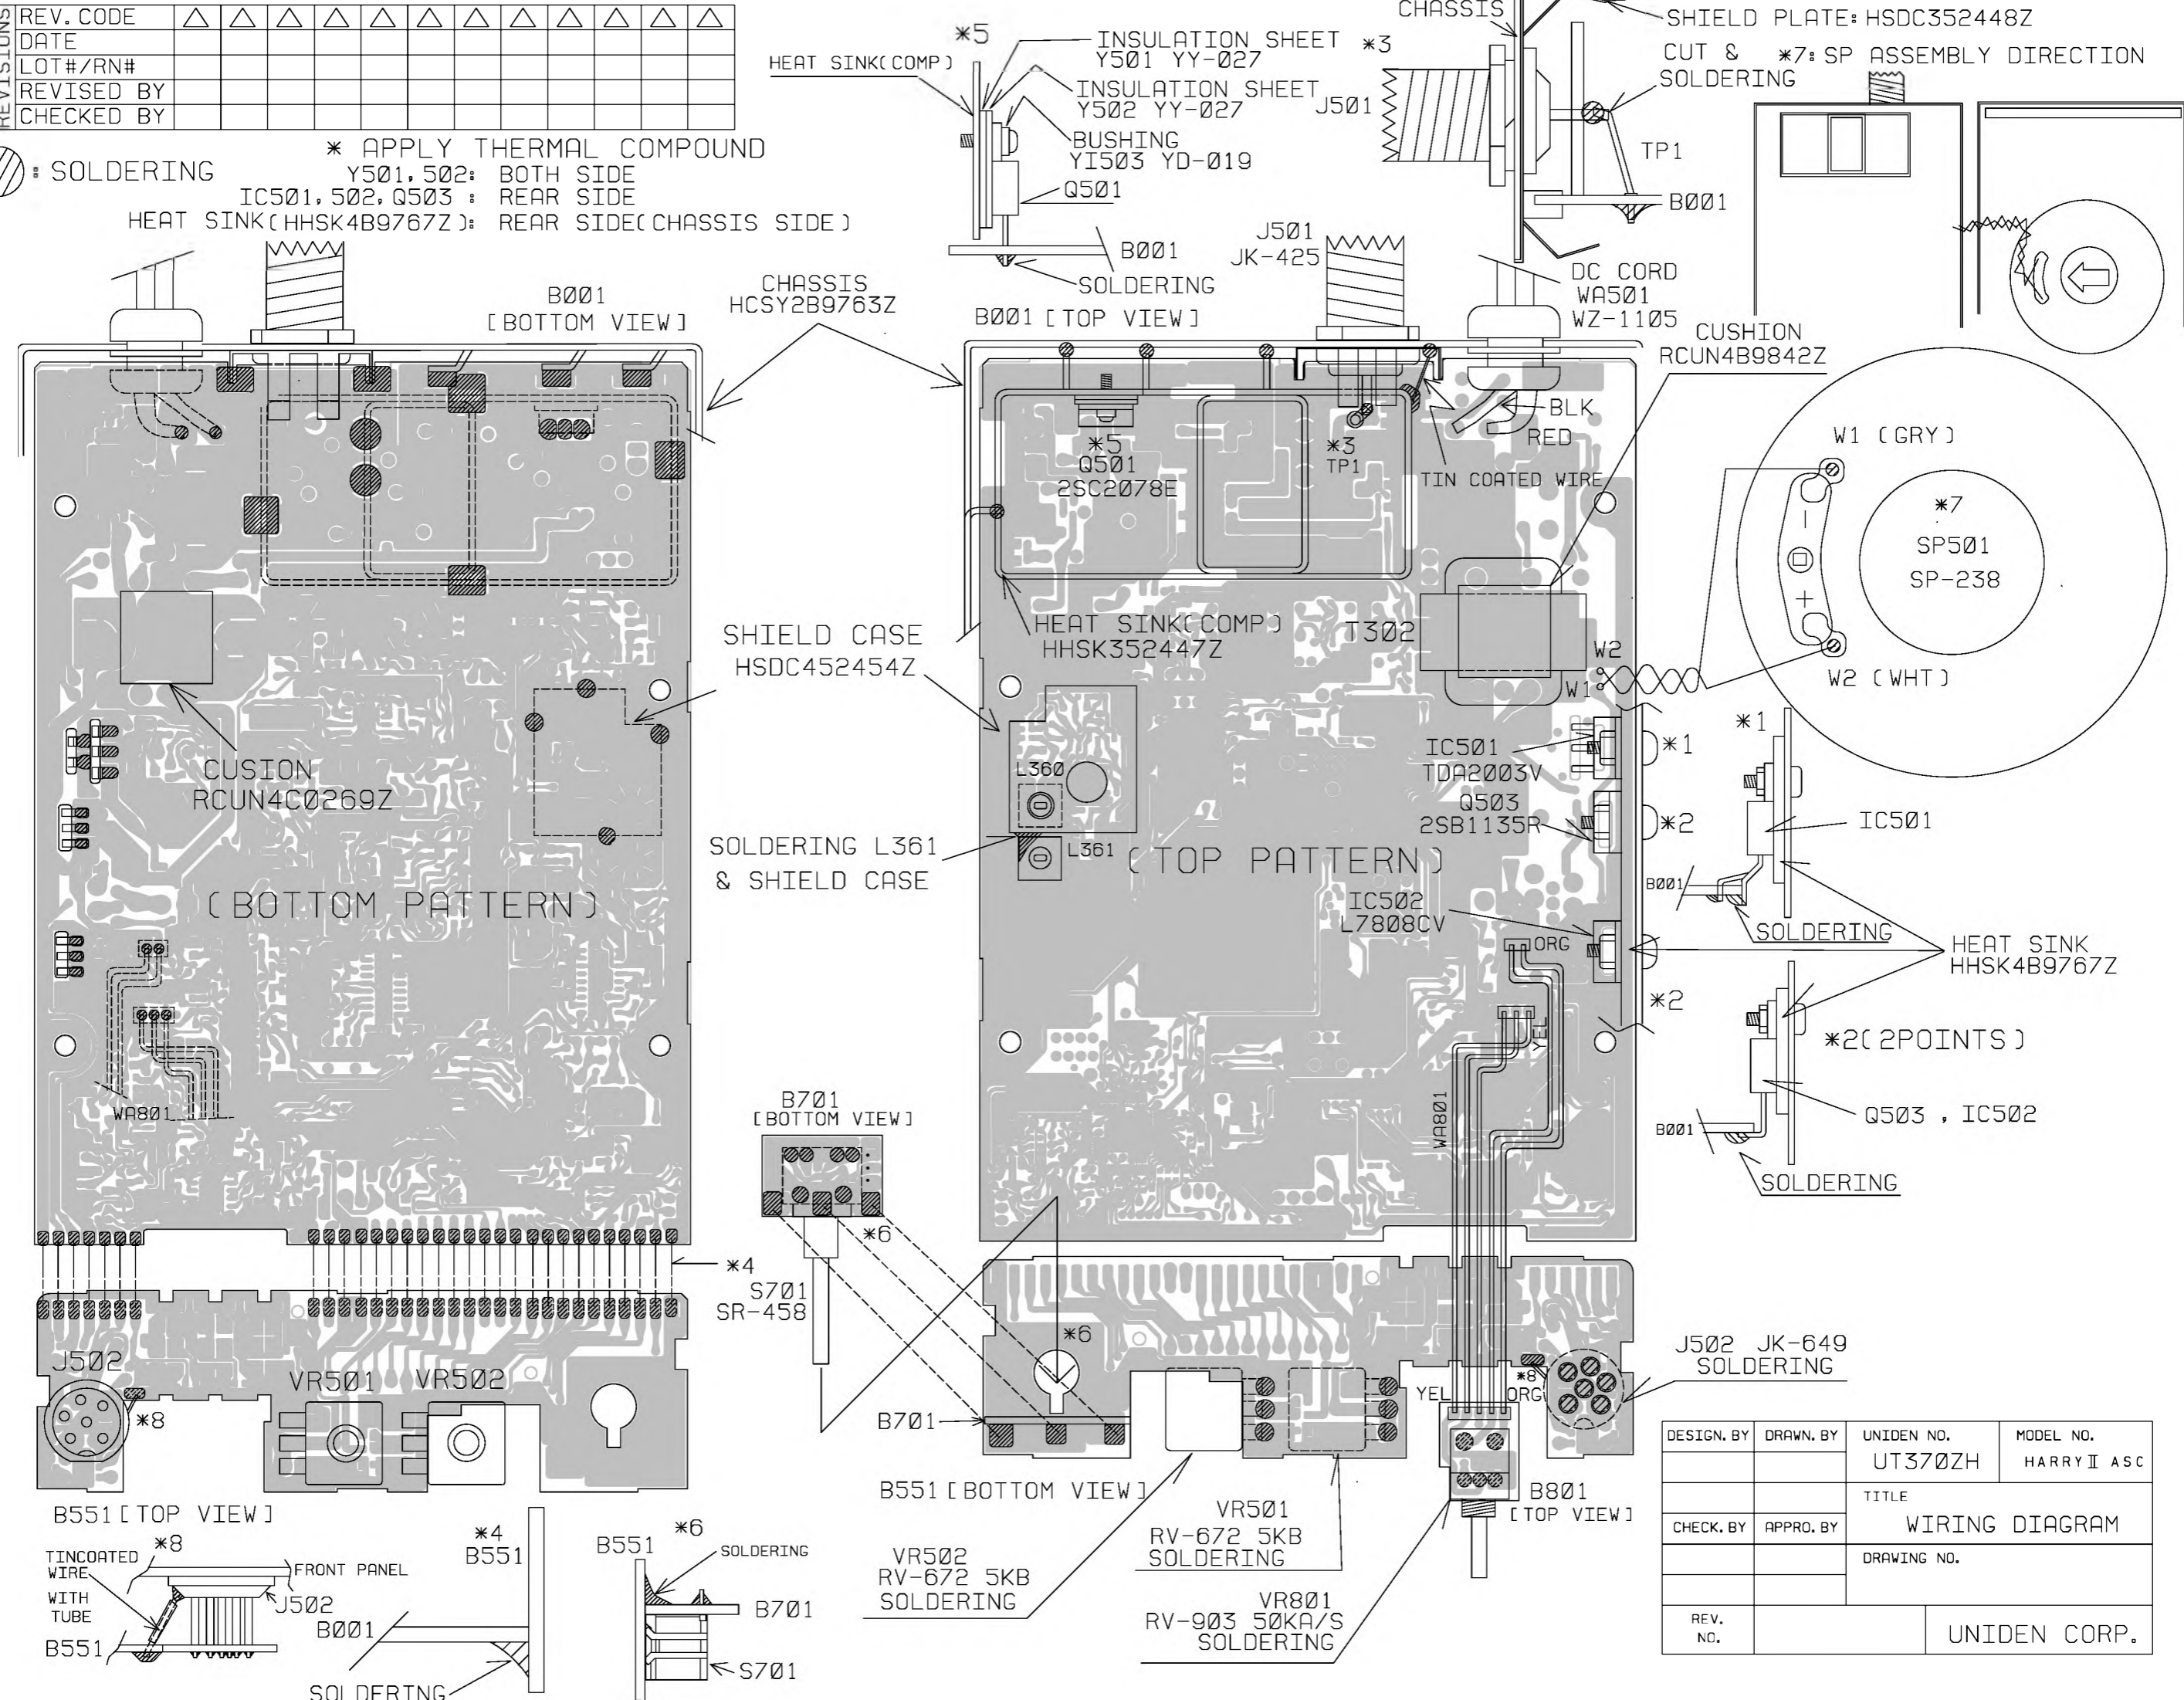 REVISIONS
REV. CODE
DATE
LOT#/RN#
REVISED BY
CHECKED BY
: SOLDERING
* APPLY THERMAL COMPOUND
Y501,502: BOTH SIDE
IC501,502,Q503 : REAR SIDE
HEAT SINK(HHSK4B9767Z): REAR SIDE(CHASSIS SIDE)
*5
HEAT SINK(COMP)
INSULATION SHEET
Y501 YY-027
INSULATION SHEET
Y502 YY-027
BUSHING
YI503 YD-019
Q501
B001
SOLDERING
*3
CHASSIS
J501
SHIELD PLATE:HSDC352448Z
CUT &
SOLDERING
TP1
B001
*7:SP ASSEMBLY DIRECTION
B001
[BOTTOM VIEW]
CHASSIS
HCSY2B9763Z
B001 [TOP VIEW]
J501
JK-425
DC CORD
WA501
WZ-1105
CUSHION
RCUN4B9842Z
BLK
RED
*5
Q501
2SC2078E
*3
TP1
TIN COATED WIRE
W1 (GRY)
*7
SP501
SP-238
W2 (WHT)
HEAT SINK(COMP)
HHSK352447Z
T302
W2
W1
SHIELD CASE
HSDC452454Z
CUSION
RCUN4C0269Z
L360
L361
SOLDERING L361
& SHIELD CASE
(BOTTOM PATTERN)
(TOP PATTERN)
IC501
TDA2003V
*1
Q503
2SB1135R
*2
IC502
L7808CV
*2
*1
IC501
B001
SOLDERING
HEAT SINK
HHSK4B9767Z
*2(2POINTS)
Q503 , IC502
B001
SOLDERING
ORG
YEL
WA801
WA801
B701
[BOTTOM VIEW]
*6
*4
S701
SR-458
*6
J502
*8
VR501
VR502
B551[TOP VIEW]
B701
B551[BOTTOM VIEW]
YEL
ORG
*8
J502 JK-649
SOLDERING
B801
[TOP VIEW]
VR501
RV-672 5KB
SOLDERING
VR502
RV-672 5KB
SOLDERING
VR801
RV-903 50KA/S
SOLDERING
*8
TINCOATED
WIRE
WITH
TUBE
FRONT PANEL
J502
B551
*4
B551
B001
SOLDERING
*6
B551
SOLDERING
B701
S701
DESIGN.BY
DRAWN.BY
UNIDEN NO.
UT370ZH
MODEL NO.
HARRYⅡ ASC
TITLE
WIRING DIAGRAM
CHECK.BY
APPRO.BY
DRAWING NO.
REV.
NO.
UNIDEN CORP.